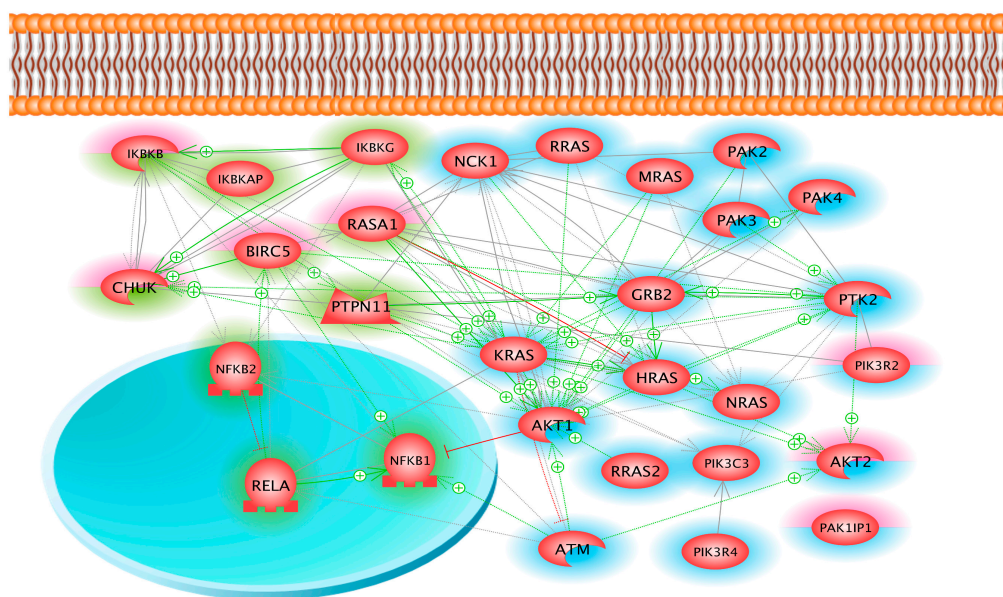 IKBKB
IKBKG
NCK1
RRAS
PAK2
IKBKAP
MRAS
PAK4
RASA1
PAK3
BIRC5
CHUK
PTPN11
GRB2
PTK2
NFKB2
KRAS
HRAS
PIK3R2
NRAS
AKT1
NFKB1
RELA
RRAS2
PIK3C3
AKT2
PAK1IP1
ATM
PIK3R4